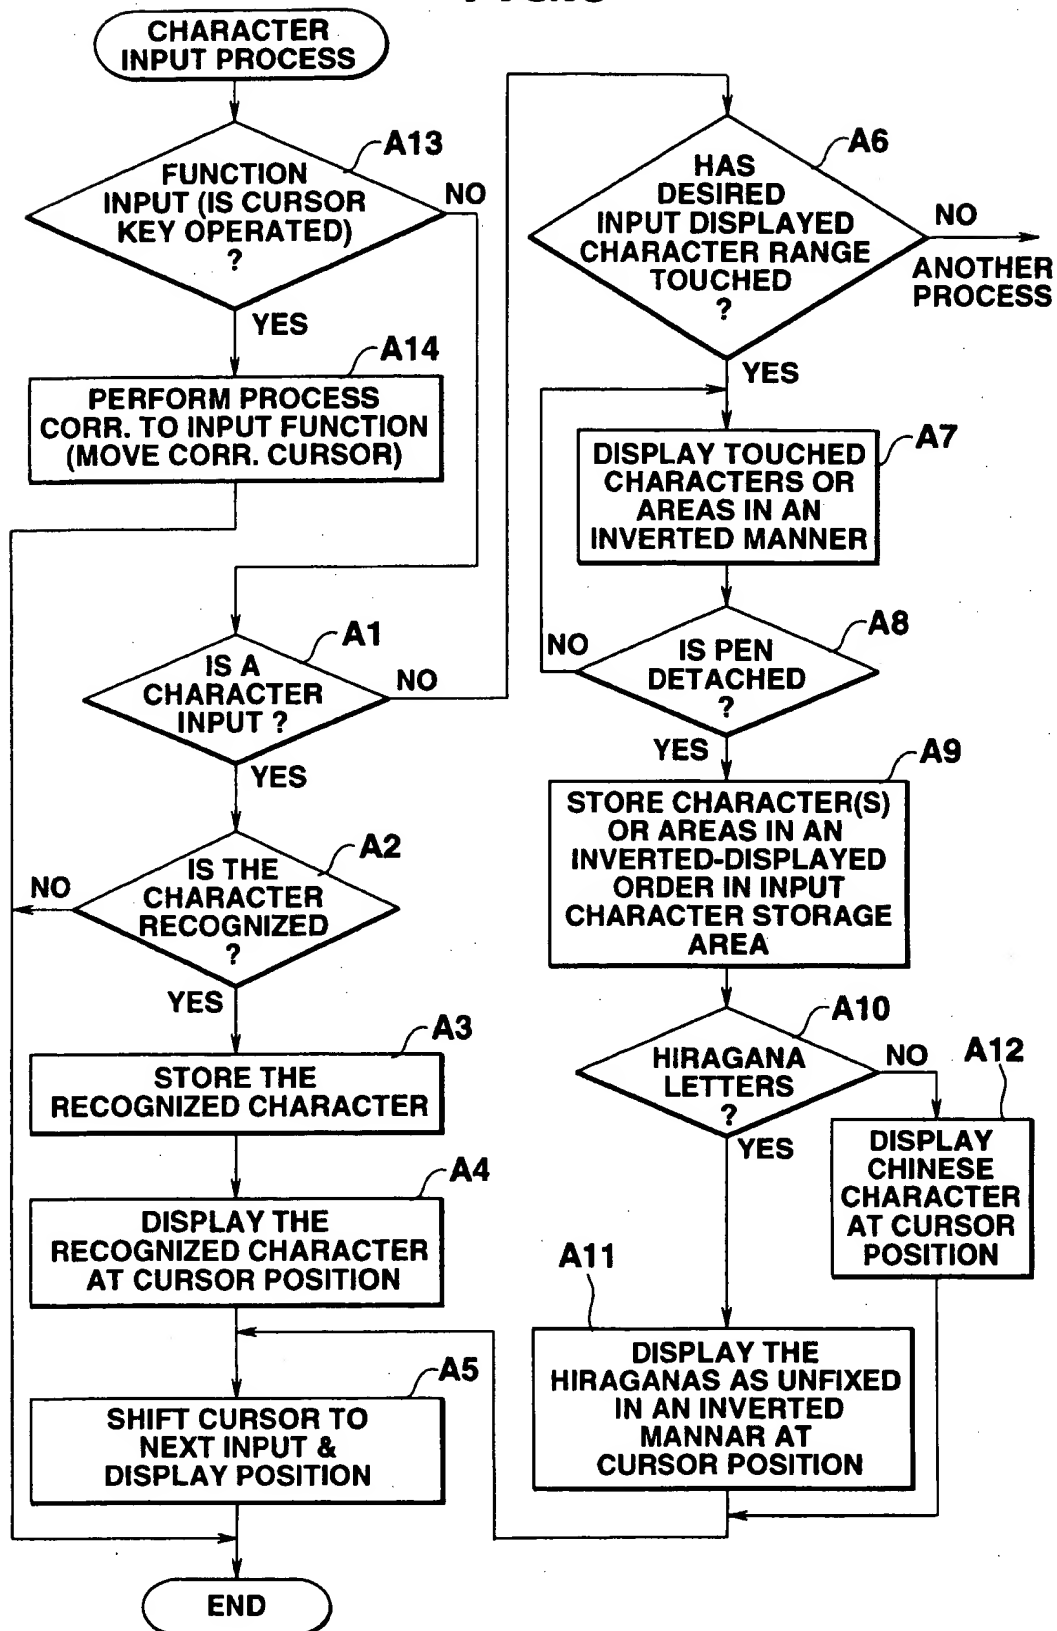 CHARACTER
INPUT PROCESS
A13
FUNCTION
INPUT (IS CURSOR
KEY OPERATED)
?
NO
YES
A14
PERFORM PROCESS
CORR. TO INPUT FUNCTION
(MOVE CORR. CURSOR)
A1
IS A
CHARACTER
INPUT ?
NO
YES
A2
IS THE
CHARACTER
RECOGNIZED
?
NO
YES
A3
STORE THE
RECOGNIZED CHARACTER
A4
DISPLAY THE
RECOGNIZED CHARACTER
AT CURSOR POSITION
A5
SHIFT CURSOR TO
NEXT INPUT &
DISPLAY POSITION
END
A6
HAS
DESIRED
INPUT DISPLAYED
CHARACTER RANGE
TOUCHED
?
NO
ANOTHER
PROCESS
YES
A7
DISPLAY TOUCHED
CHARACTERS OR
AREAS IN AN
INVERTED MANNER
A8
IS PEN
DETACHED
?
NO
YES
A9
STORE CHARACTER(S)
OR AREAS IN AN
INVERTED-DISPLAYED
ORDER IN INPUT
CHARACTER STORAGE
AREA
A10
HIRAGANA
LETTERS
?
NO
YES
A12
DISPLAY
CHINESE
CHARACTER
AT CURSOR
POSITION
A11
DISPLAY THE
HIRAGANAS AS UNFIXED
IN AN INVERTED
MANNAR AT
CURSOR POSITION